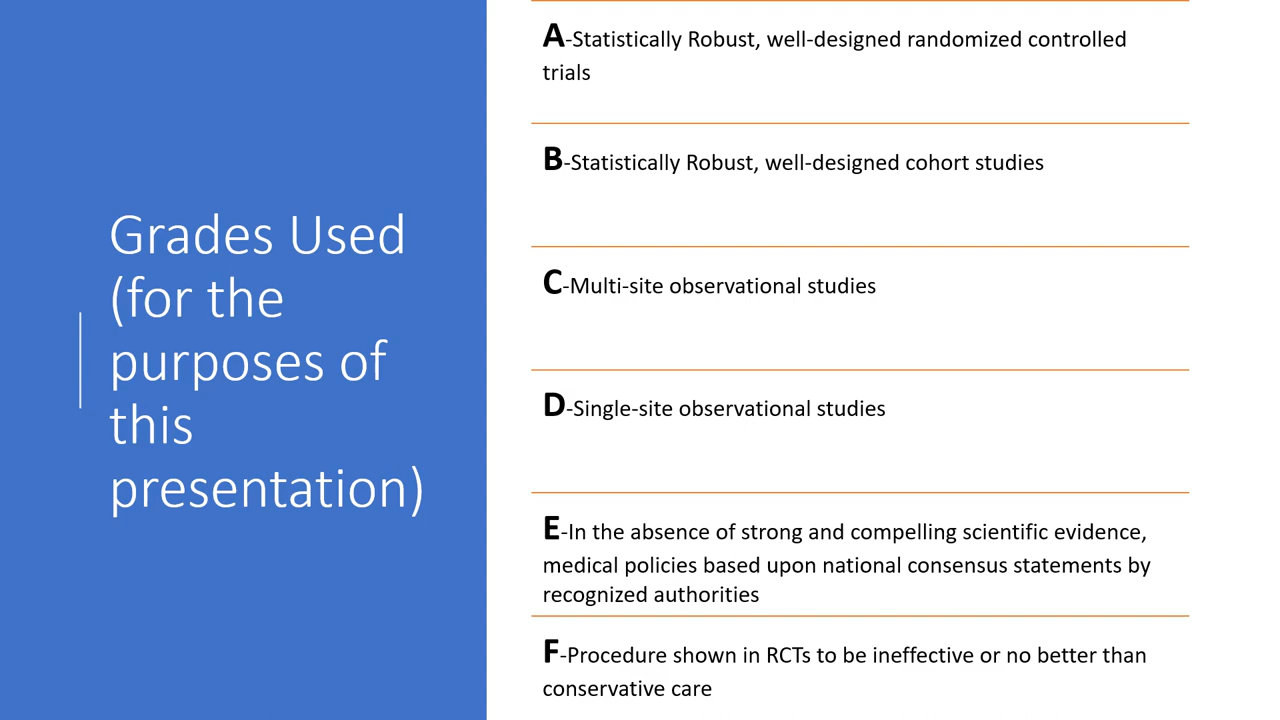 Grades Used
(for the
purposes of
this
presentation)
A-Statistically Robust, well-designed randomized controlled
trials
B-Statistically Robust, well-designed cohort studies
C-Multi-site observational studies
D-Single-site observational studies
E-In the absence of strong and compelling scientific evidence,
medical policies based upon national consensus statements by
recognized authorities
F-Procedure shown in RCTs to be ineffective or no better than
conservative care